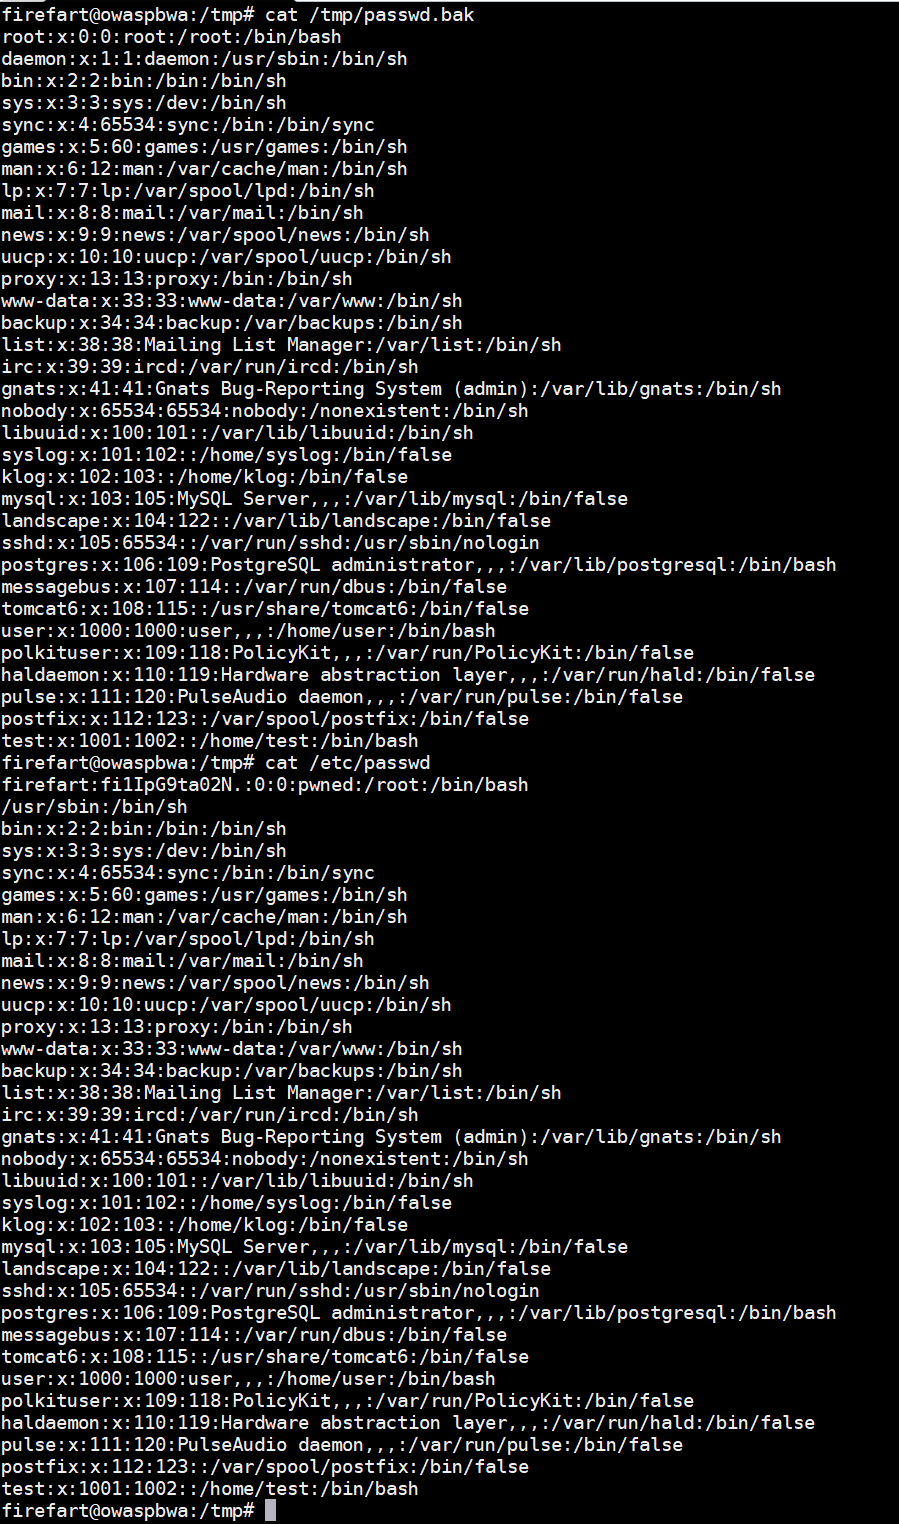 firefart@owaspbwa:/tmp# cat /tmp/passwd.bak
root:x:0:0:root:/root:/bin/bash
daemon:x:1:1:daemon:/usr/sbin:/bin/sh
bin:x:2:2:bin:/bin:/bin/sh
sys:x:3:3:sys:/dev:/bin/sh
sync:x:4:65534:sync:/bin:/bin/sync
games:x:5:60:games:/usr/games:/bin/sh
man:x:6:12:man:/var/cache/man:/bin/sh
lp:x:7:7:lp:/var/spool/lpd:/bin/sh
mail:x:8:8:mail:/var/mail:/bin/sh
news:x:9:9:news:/var/spool/news:/bin/sh
uucp:x:10:10:uucp:/var/spool/uucp:/bin/sh
proxy:x:13:13:proxy:/bin:/bin/sh
www-data:x:33:33:www-data:/var/www:/bin/sh
backup:x:34:34:backup:/var/backups:/bin/sh
list:x:38:38:Mailing List Manager:/var/list:/bin/sh
irc:x:39:39:ircd:/var/run/ircd:/bin/sh
gnats:x:41:41:Gnats Bug-Reporting System (admin):/var/lib/gnats:/bin/sh
nobody:x:65534:65534:nobody:/nonexistent:/bin/sh
libuuid:x:100:101::/var/lib/libuuid:/bin/sh
syslog:x:101:102::/home/syslog:/bin/false
klog:x:102:103::/home/klog:/bin/false
mysql:x:103:105:MySQL Server,,,:/var/lib/mysql:/bin/false
landscape:x:104:122::/var/lib/landscape:/bin/false
sshd:x:105:65534::/var/run/sshd:/usr/sbin/nologin
postgres:x:106:109:PostgreSQL administrator,,,:/var/lib/postgresql:/bin/bash
messagebus:x:107:114::/var/run/dbus:/bin/false
tomcat6:x:108:115::/usr/share/tomcat6:/bin/false
user:x:1000:1000:user,,,:/home/user:/bin/bash
polkituser:x:109:118:PolicyKit,,,:/var/run/PolicyKit:/bin/false
haldaemon:x:110:119:Hardware abstraction layer,,,:/var/run/hald:/bin/false
pulse:x:111:120:PulseAudio daemon,,,:/var/run/pulse:/bin/false
postfix:x:112:123::/var/spool/postfix:/bin/false
test:x:1001:1002::/home/test:/bin/bash
firefart@owaspbwa:/tmp# cat /etc/passwd
firefart:fi1IpG9ta02N.:0:0:pwned:/root:/bin/bash
/usr/sbin:/bin/sh
bin:x:2:2:bin:/bin:/bin/sh
sys:x:3:3:sys:/dev:/bin/sh
sync:x:4:65534:sync:/bin:/bin/sync
games:x:5:60:games:/usr/games:/bin/sh
man:x:6:12:man:/var/cache/man:/bin/sh
lp:x:7:7:lp:/var/spool/lpd:/bin/sh
mail:x:8:8:mail:/var/mail:/bin/sh
news:x:9:9:news:/var/spool/news:/bin/sh
uucp:x:10:10:uucp:/var/spool/uucp:/bin/sh
proxy:x:13:13:proxy:/bin:/bin/sh
www-data:x:33:33:www-data:/var/www:/bin/sh
backup:x:34:34:backup:/var/backups:/bin/sh
list:x:38:38:Mailing List Manager:/var/list:/bin/sh
irc:x:39:39:ircd:/var/run/ircd:/bin/sh
gnats:x:41:41:Gnats Bug-Reporting System (admin):/var/lib/gnats:/bin/sh
nobody:x:65534:65534:nobody:/nonexistent:/bin/sh
libuuid:x:100:101::/var/lib/libuuid:/bin/sh
syslog:x:101:102::/home/syslog:/bin/false
klog:x:102:103::/home/klog:/bin/false
mysql:x:103:105:MySQL Server,,,:/var/lib/mysql:/bin/false
landscape:x:104:122::/var/lib/landscape:/bin/false
sshd:x:105:65534::/var/run/sshd:/usr/sbin/nologin
postgres:x:106:109:PostgreSQL administrator,,,:/var/lib/postgresql:/bin/bash
messagebus:x:107:114::/var/run/dbus:/bin/false
tomcat6:x:108:115::/usr/share/tomcat6:/bin/false
user:x:1000:1000:user,,,:/home/user:/bin/bash
polkituser:x:109:118:PolicyKit,,,:/var/run/PolicyKit:/bin/false
haldaemon:x:110:119:Hardware abstraction layer,,,:/var/run/hald:/bin/false
pulse:x:111:120:PulseAudio daemon,,,:/var/run/pulse:/bin/false
postfix:x:112:123::/var/spool/postfix:/bin/false
test:x:1001:1002::/home/test:/bin/bash
firefart@owaspbwa:/tmp#